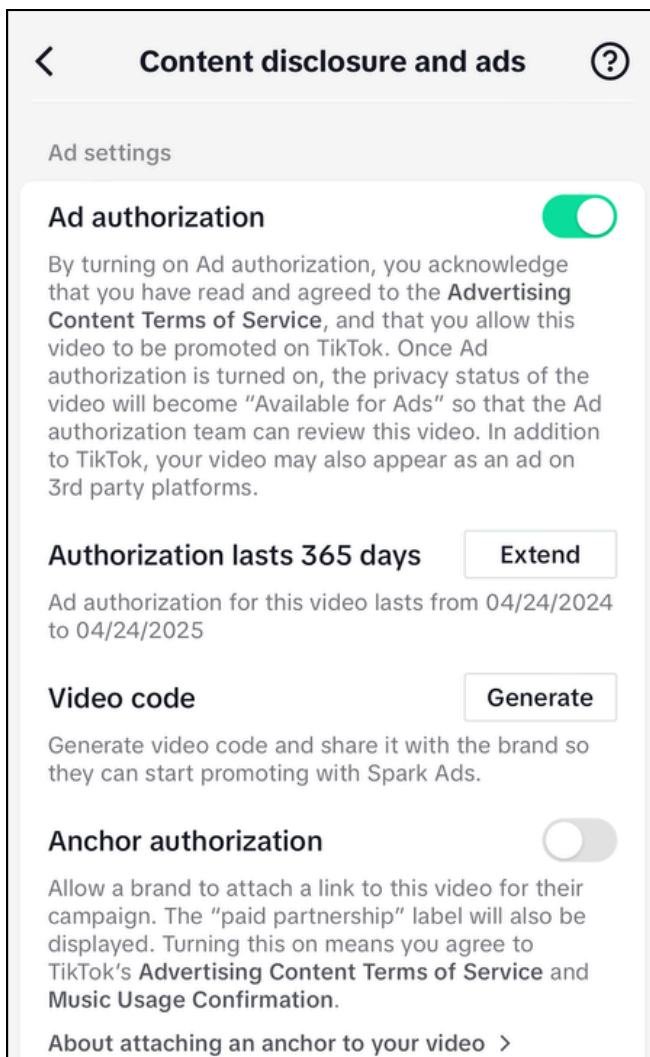 Content disclosure and ads
Ad settings
Ad authorization
By turning on Ad authorization, you acknowledge
that you have read and agreed to the Advertising
Content Terms of Service, and that you allow this
video to be promoted on TikTok. Once Ad
authorization is turned on, the privacy status of the
video will become “Available for Ads” so that the Ad
authorization team can review this video. In addition
to TikTok, your video may also appear as an ad on
3rd party platforms.
Authorization lasts 365 days Extend
Ad authorization for this video lasts from 04/24/2024
to 04/24/2025
Video code Generate
Generate video code and share it with the brand so
they can start promoting with Spark Ads.
Anchor authorization
Allow a brand to attach a link to this video for their
campaign. The “paid partnership” label will also be
displayed. Turning this on means you agree to
TikTok’s Advertising Content Terms of Service and
Music Usage Confirmation.
About attaching an anchor to your video >